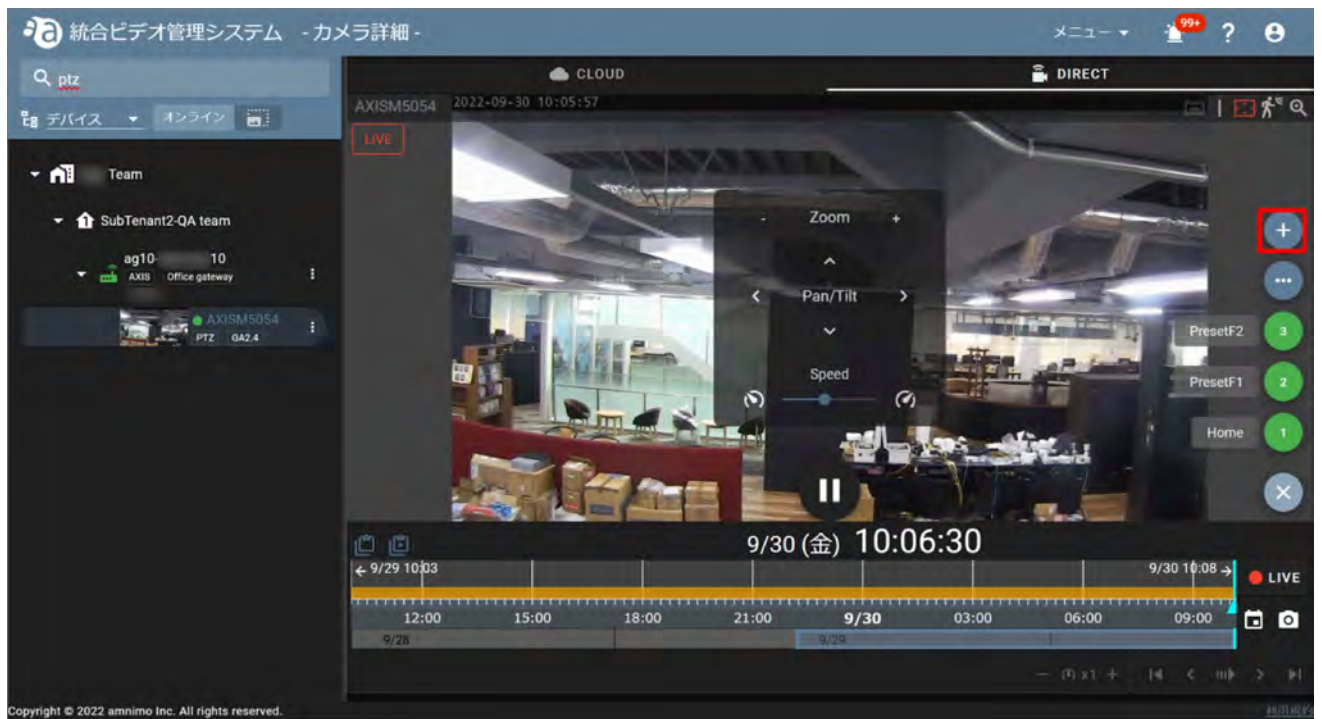 統合ビデオ管理システム - カメラ詳細 -
メニュー
99+
?
ptz
デバイス
オンライン
Team
SubTenant2-QA team
ag10- 10
AXIS Office gateway
AXISM5054
PTZ GA2.4
CLOUD
DIRECT
AXISM5054 2022-09-30 10:05:57
LIVE
- Zoom +
Pan/Tilt
Speed
+
PresetF2 3
PresetF1 2
Home 1
9/30 (金) 10:06:30
9/29 10:03
9/30 10:08
LIVE
12:00 15:00 18:00 21:00 9/30 03:00 06:00 09:00
9/28 9/29
- x1 +
Copyright © 2022 amnimo Inc. All rights reserved.
利用規約